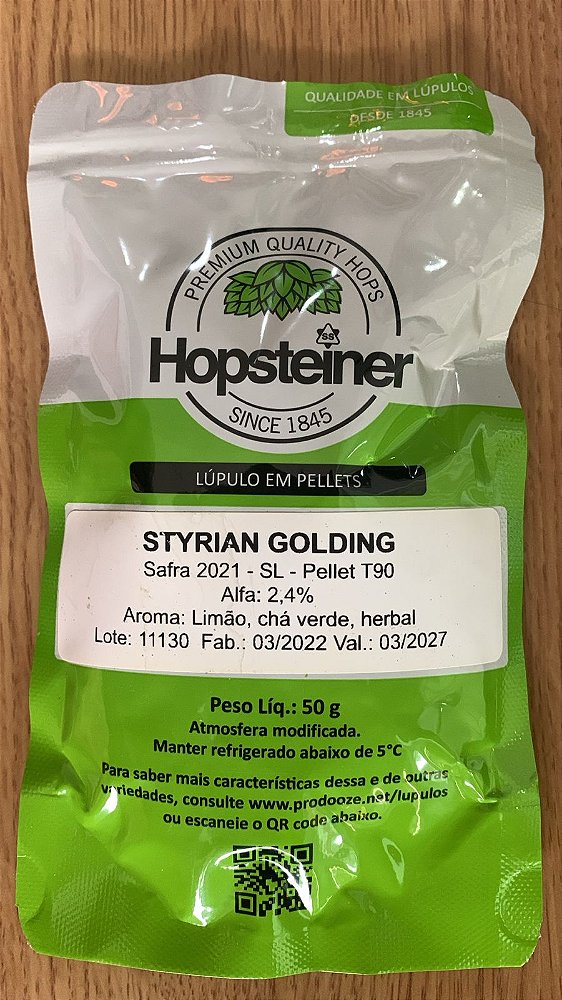 QUALIDADE EM LÚPULOS
DESDE 1845
PREMIUM QUALITY HOPS
SS
Hopsteiner
SINCE 1845
LÚPULO EM PELLETS
STYRIAN GOLDING
Safra 2021 - SL - Pellet T90
Alfa: 2,4%
Aroma: Limão, chá verde, herbal
Lote: 11130 Fab.: 03/2022 Val.: 03/2027
Peso Líq.: 50 g
Atmosfera modificada.
Manter refrigerado abaixo de 5°C
Para saber mais características dessa e de outras
variedades, consulte www.prodooze.net/lupulos
ou escaneie o QR code abaixo.